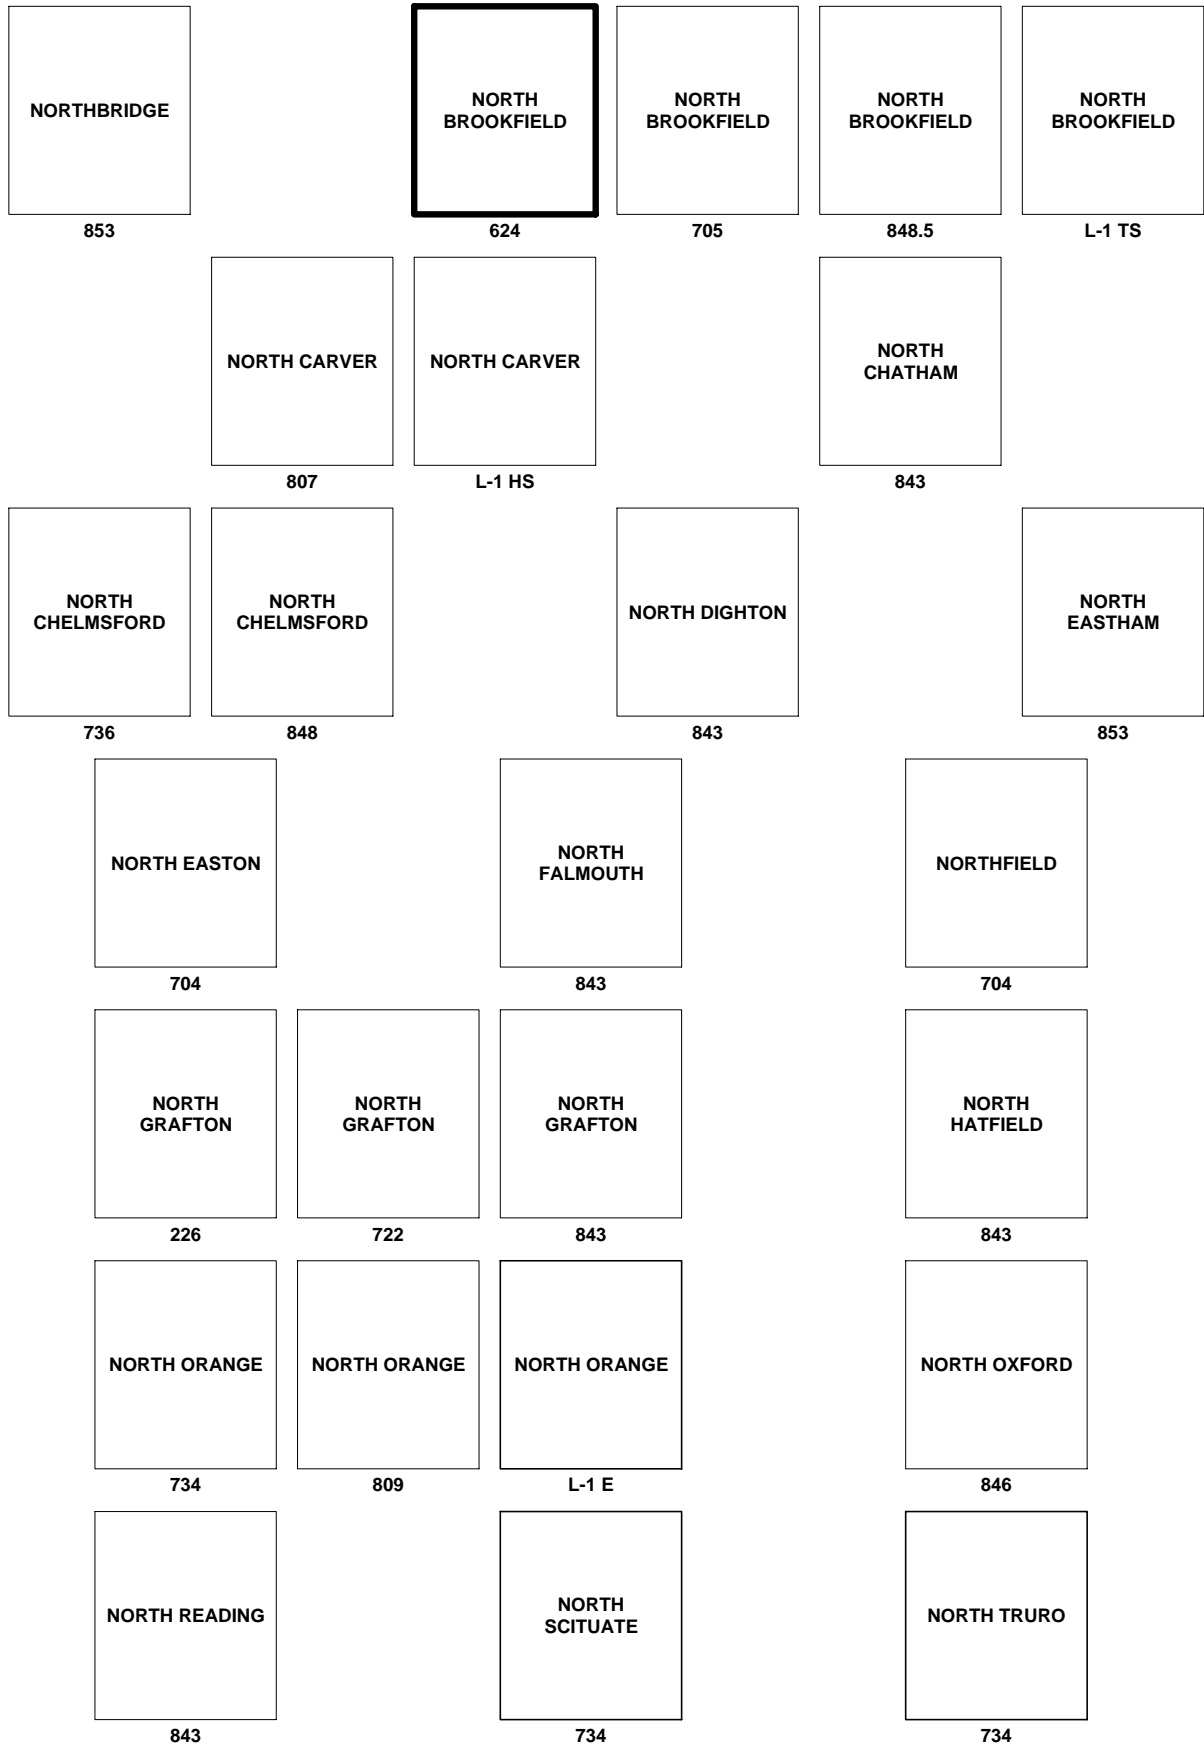 NORTHBRIDGE
853
NORTH
BROOKFIELD
624
NORTH
BROOKFIELD
705
NORTH
BROOKFIELD
848.5
NORTH
BROOKFIELD
L-1 TS
NORTH CARVER
807
NORTH CARVER
L-1 HS
NORTH
CHATHAM
843
NORTH
CHELMSFORD
736
NORTH
CHELMSFORD
848
NORTH DIGHTON
843
NORTH
EASTHAM
853
NORTH EASTON
704
NORTH
FALMOUTH
843
NORTHFIELD
704
NORTH
GRAFTON
226
NORTH
GRAFTON
722
NORTH
GRAFTON
843
NORTH
HATFIELD
843
NORTH ORANGE
734
NORTH ORANGE
809
NORTH ORANGE
L-1 E
NORTH OXFORD
846
NORTH READING
843
NORTH
SCITUATE
734
NORTH TRURO
734